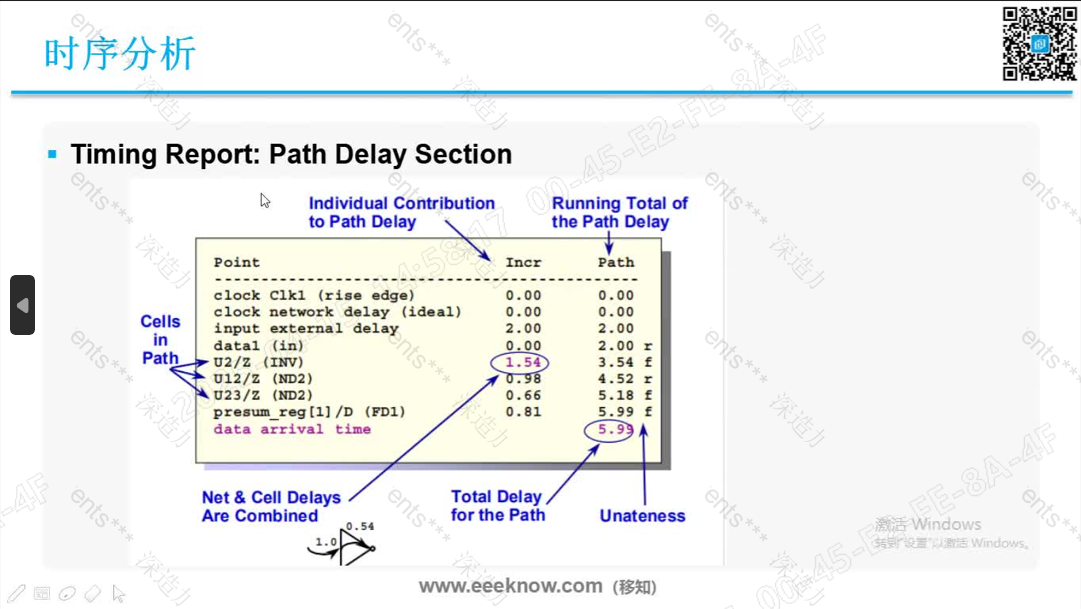 时序分析
Timing Report: Path Delay Section
Individual Contribution
to Path Delay
Running Total of
the Path Delay
Point Incr Path
clock Clk1 (rise edge) 0.00 0.00
clock network delay (ideal) 0.00 0.00
input external delay 2.00 2.00
data1 (in) 0.00 2.00 r
U2/Z (INV) 1.54 3.54 f
U12/Z (ND2) 0.98 4.52 r
U23/Z (ND2) 0.66 5.18 f
presum_reg[1]/D (FD1) 0.81 5.99 f
data arrival time 5.99
Cells
in
Path
Net & Cell Delays
Are Combined
Total Delay
for the Path
Unateness
0.54
1.0
激活 Windows
转到"设置"以激活 Windows。
www.eeeknow.com (移知)